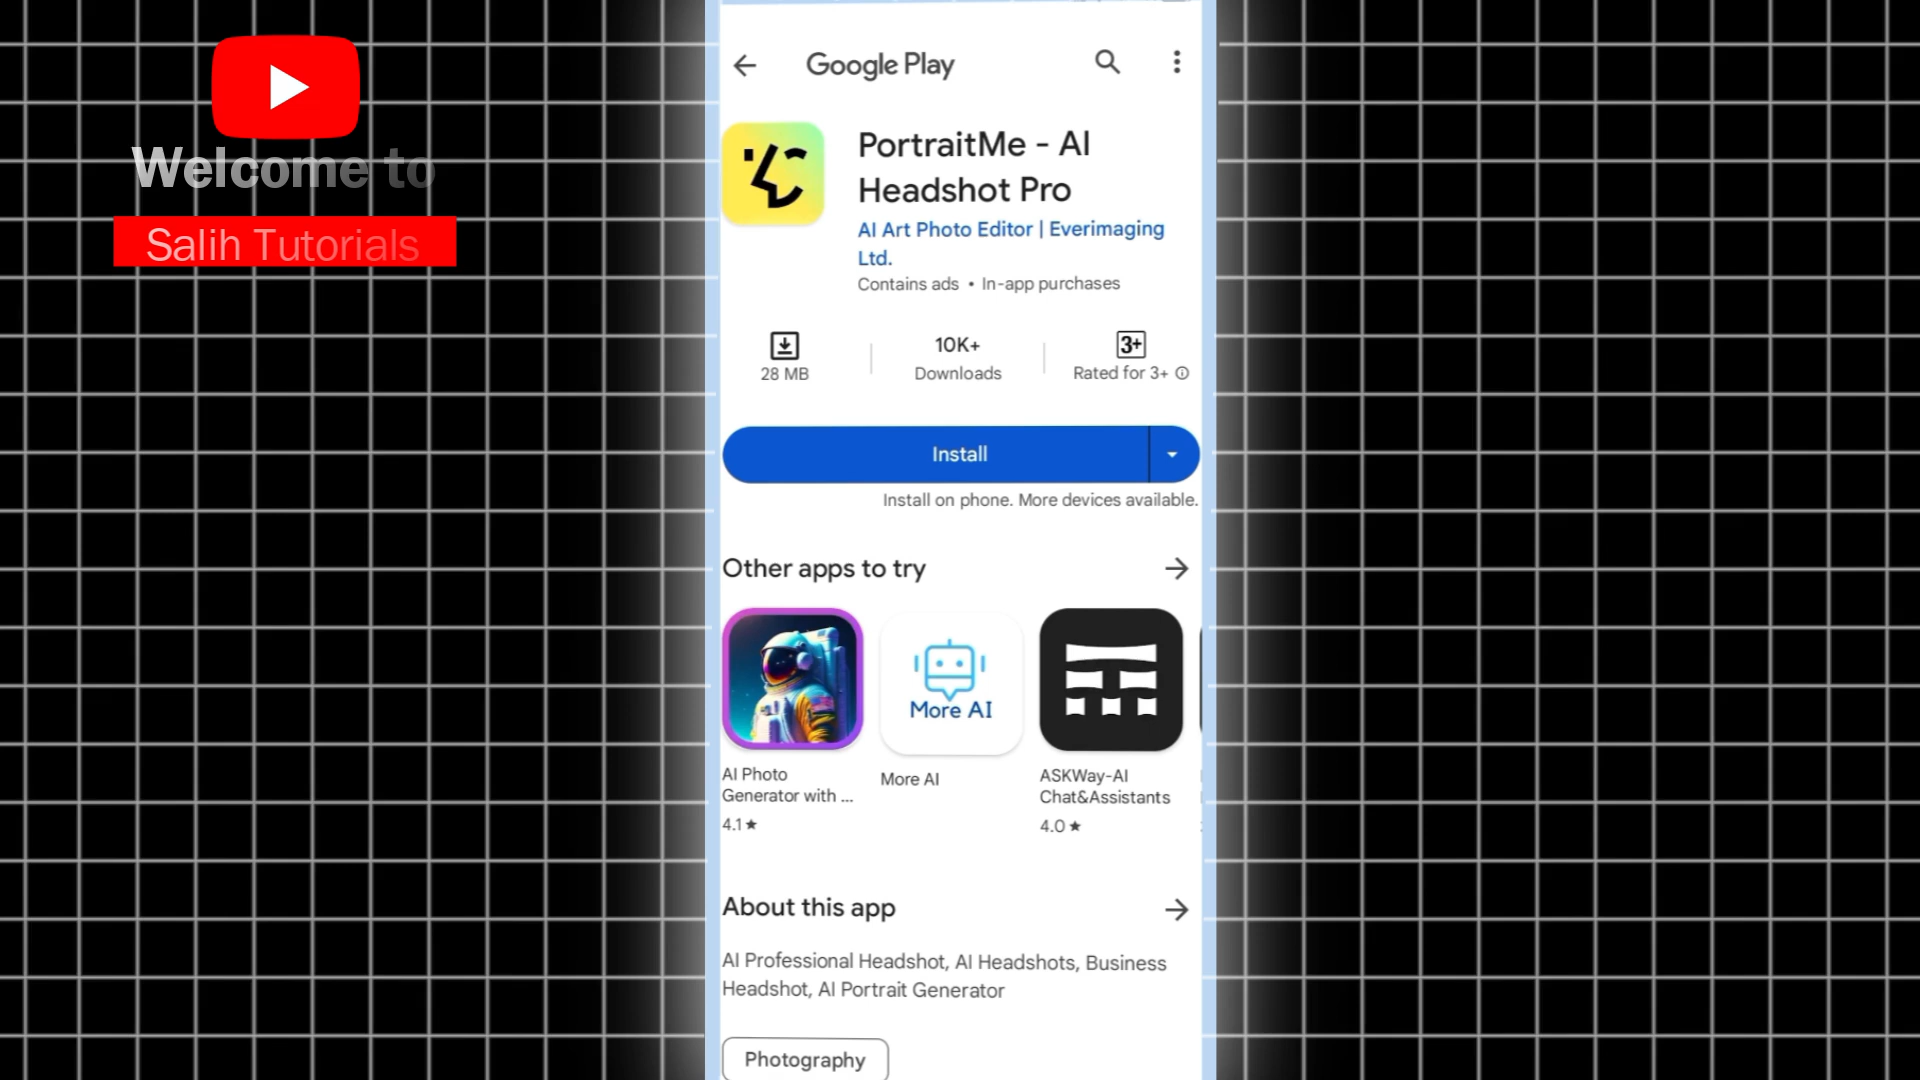 Welcome to
Salih Tutorials
Google Play
PortraitMe - AI
Headshot Pro
AI Art Photo Editor | Everimaging
Ltd.
Contains ads • In-app purchases
28 MB
10K+
Downloads
3+
Rated for 3+
Install
Install on phone. More devices available.
Other apps to try
More AI
AI Photo
Generator with ...
4.1★
More AI
ASKWay-AI
Chat&Assistants
4.0★
About this app
AI Professional Headshot, AI Headshots, Business
Headshot, AI Portrait Generator
Photography